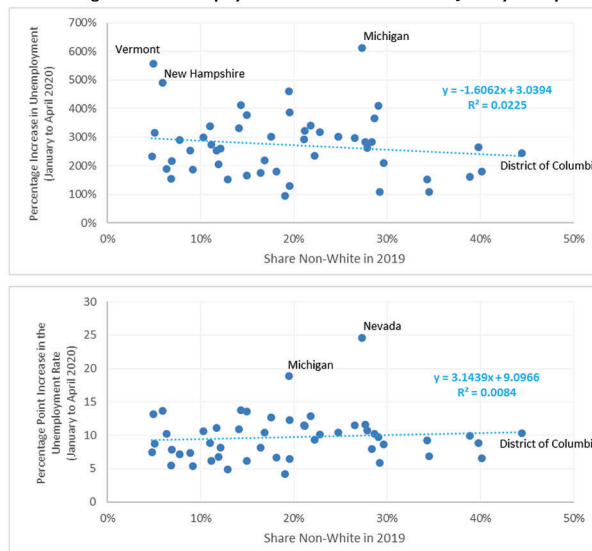 700%
600%
500%
400%
300%
200%
100%
0%
Percentage Increase in Unemployment
(January to April 2020)
Vermont
New Hampshire
Michigan
y = -1.6062x + 3.0394
R² = 0.0225
District of Columbi
0% 10% 20% 30% 40% 50%
Share Non-White in 2019
30
25
20
15
10
5
0
Percentage Point Increase in the
Unemployment Rate
(January to April 2020)
Nevada
Michigan
y = 3.1439x + 9.0966
R² = 0.0084
District of Columbi
0% 10% 20% 30% 40% 50%
Share Non-White in 2019